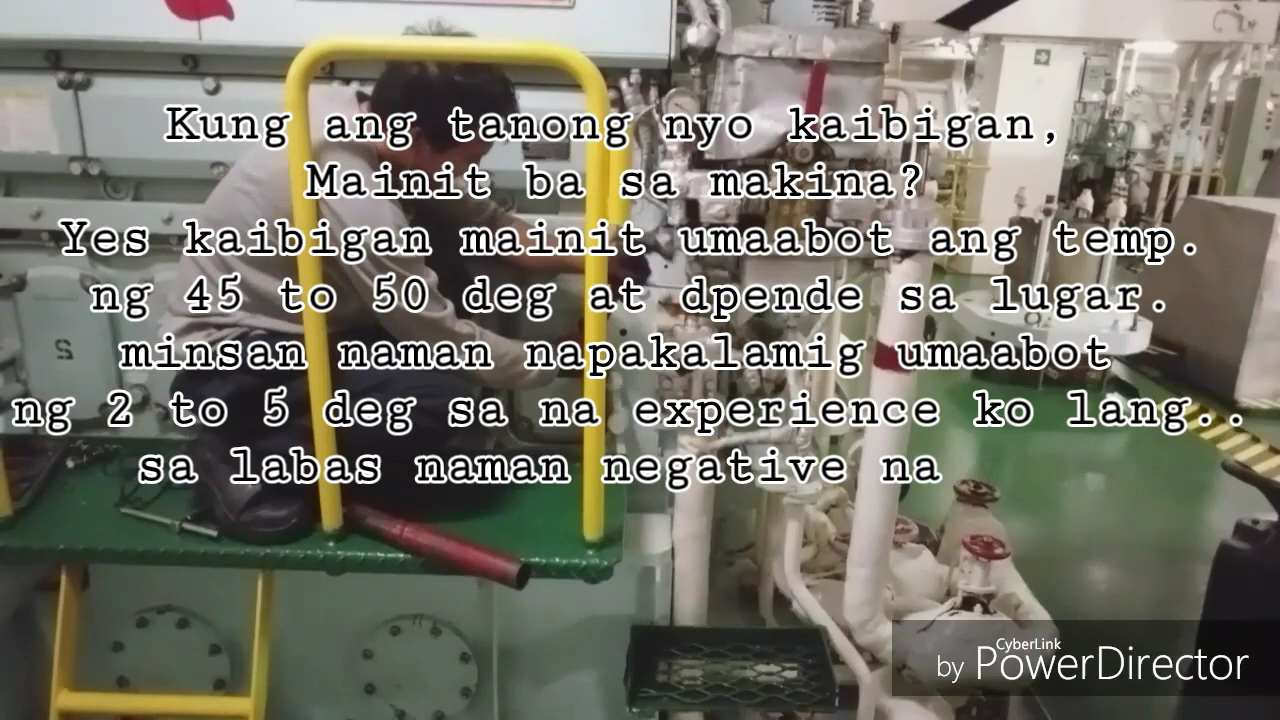 Kung ang tanong nyo kaibigan,
Mainit ba sa makina?
Yes kaibigan mainit umaabot ang temp.
ng 45 to 50 deg at dpende sa lugar.
minsan naman napakalamig umaabot
ng 2 to 5 deg sa na experience ko lang..
sa labas naman negative na
S
by CyberLink PowerDirector